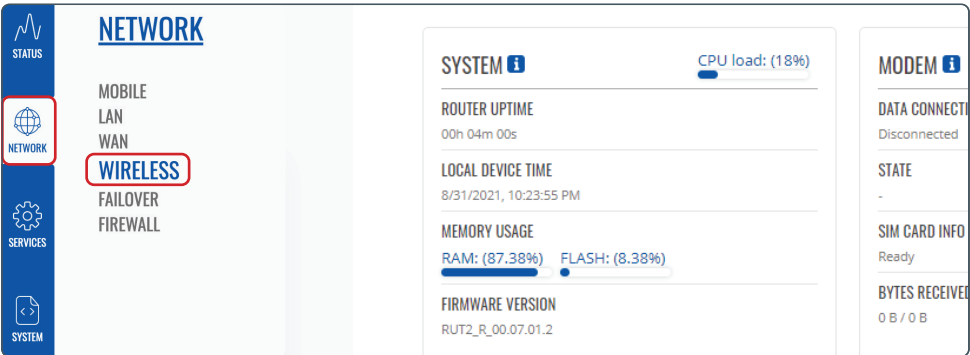 STATUS
NETWORK
SERVICES
SYSTEM
NETWORK
MOBILE
LAN
WAN
WIRELESS
FAILOVER
FIREWALL
SYSTEM i
CPU load: (18%)
ROUTER UPTIME
00h 04m 00s
LOCAL DEVICE TIME
8/31/2021, 10:23:55 PM
MEMORY USAGE
RAM: (87.38%) FLASH: (8.38%)
FIRMWARE VERSION
RUT2_R_00.07.01.2
MODEM i
DATA CONNECTI
Disconnected
STATE
-
SIM CARD INFO
Ready
BYTES RECEIVED
0 B / 0 B